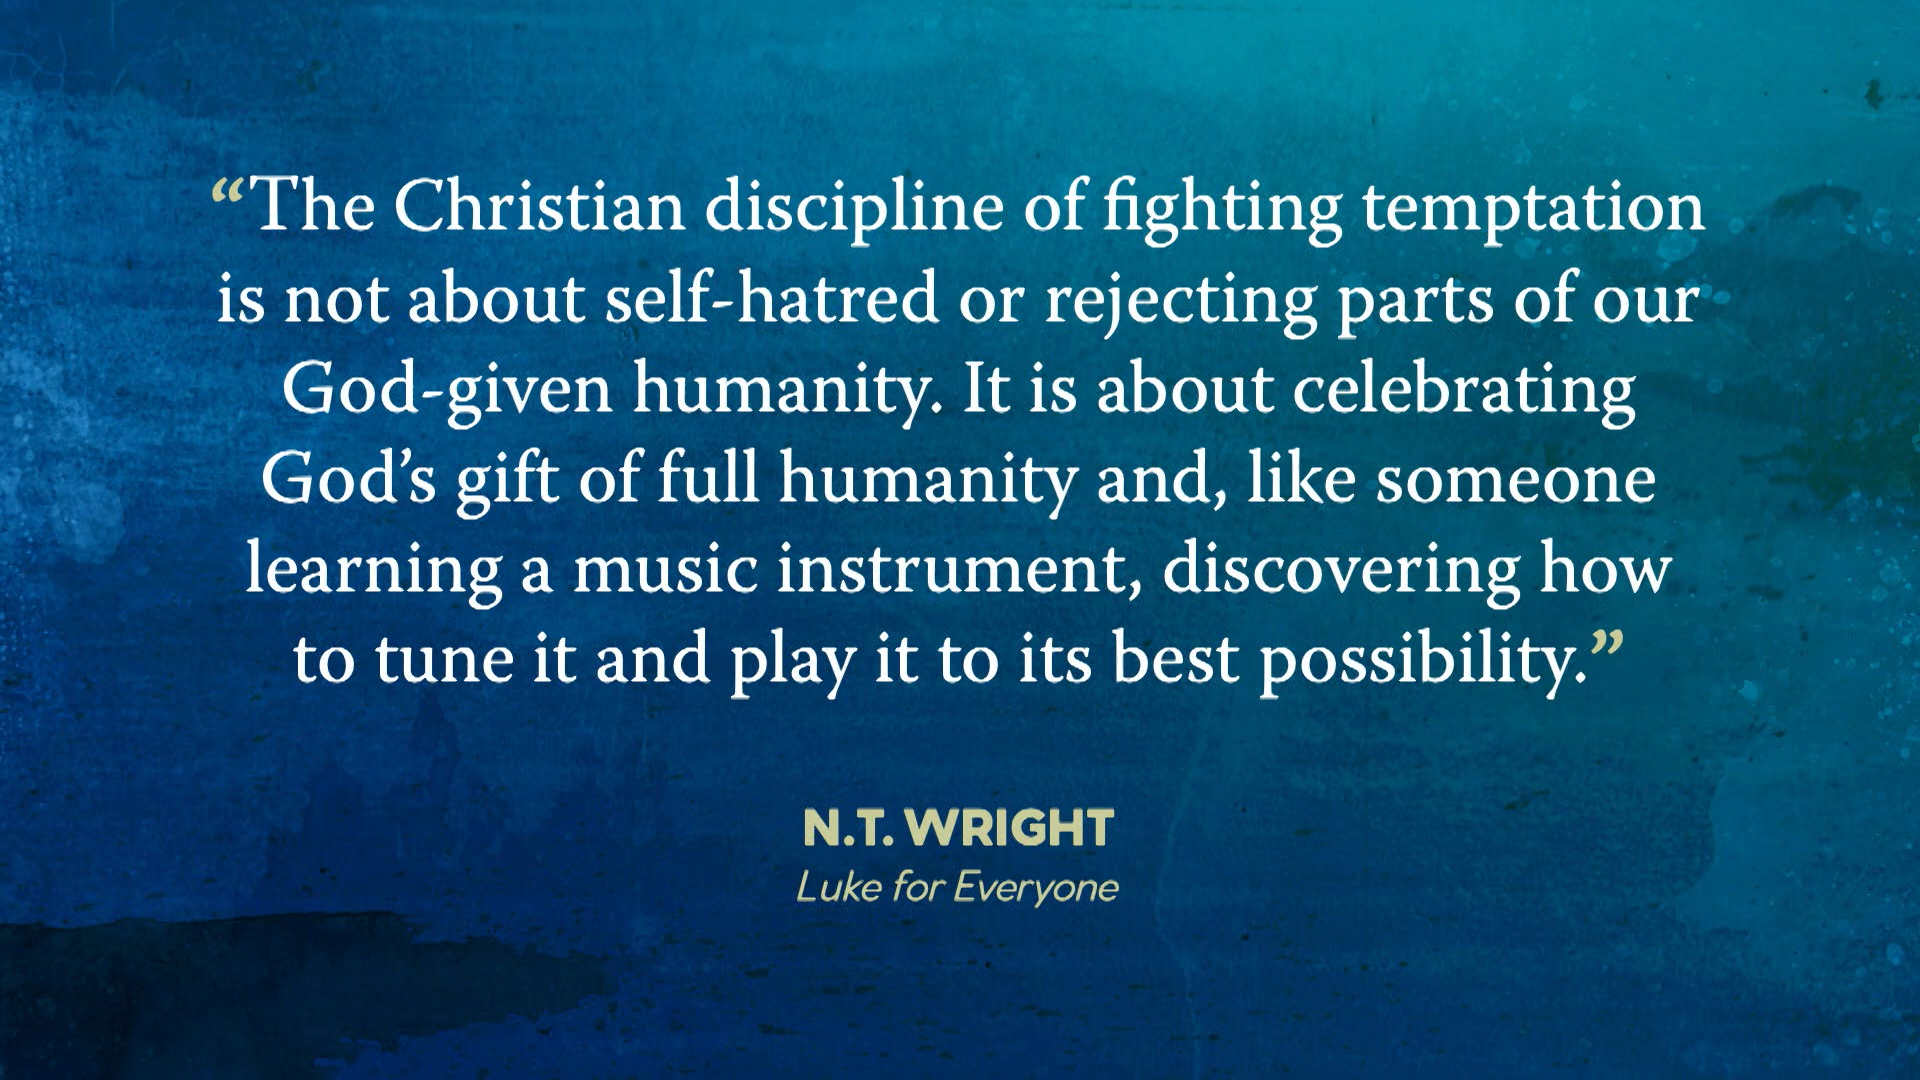 “The Christian discipline of fighting temptation
is not about self-hatred or rejecting parts of our
God-given humanity. It is about celebrating
God’s gift of full humanity and, like someone
learning a music instrument, discovering how
to tune it and play it to its best possibility.”
N.T. WRIGHT
Luke for Everyone